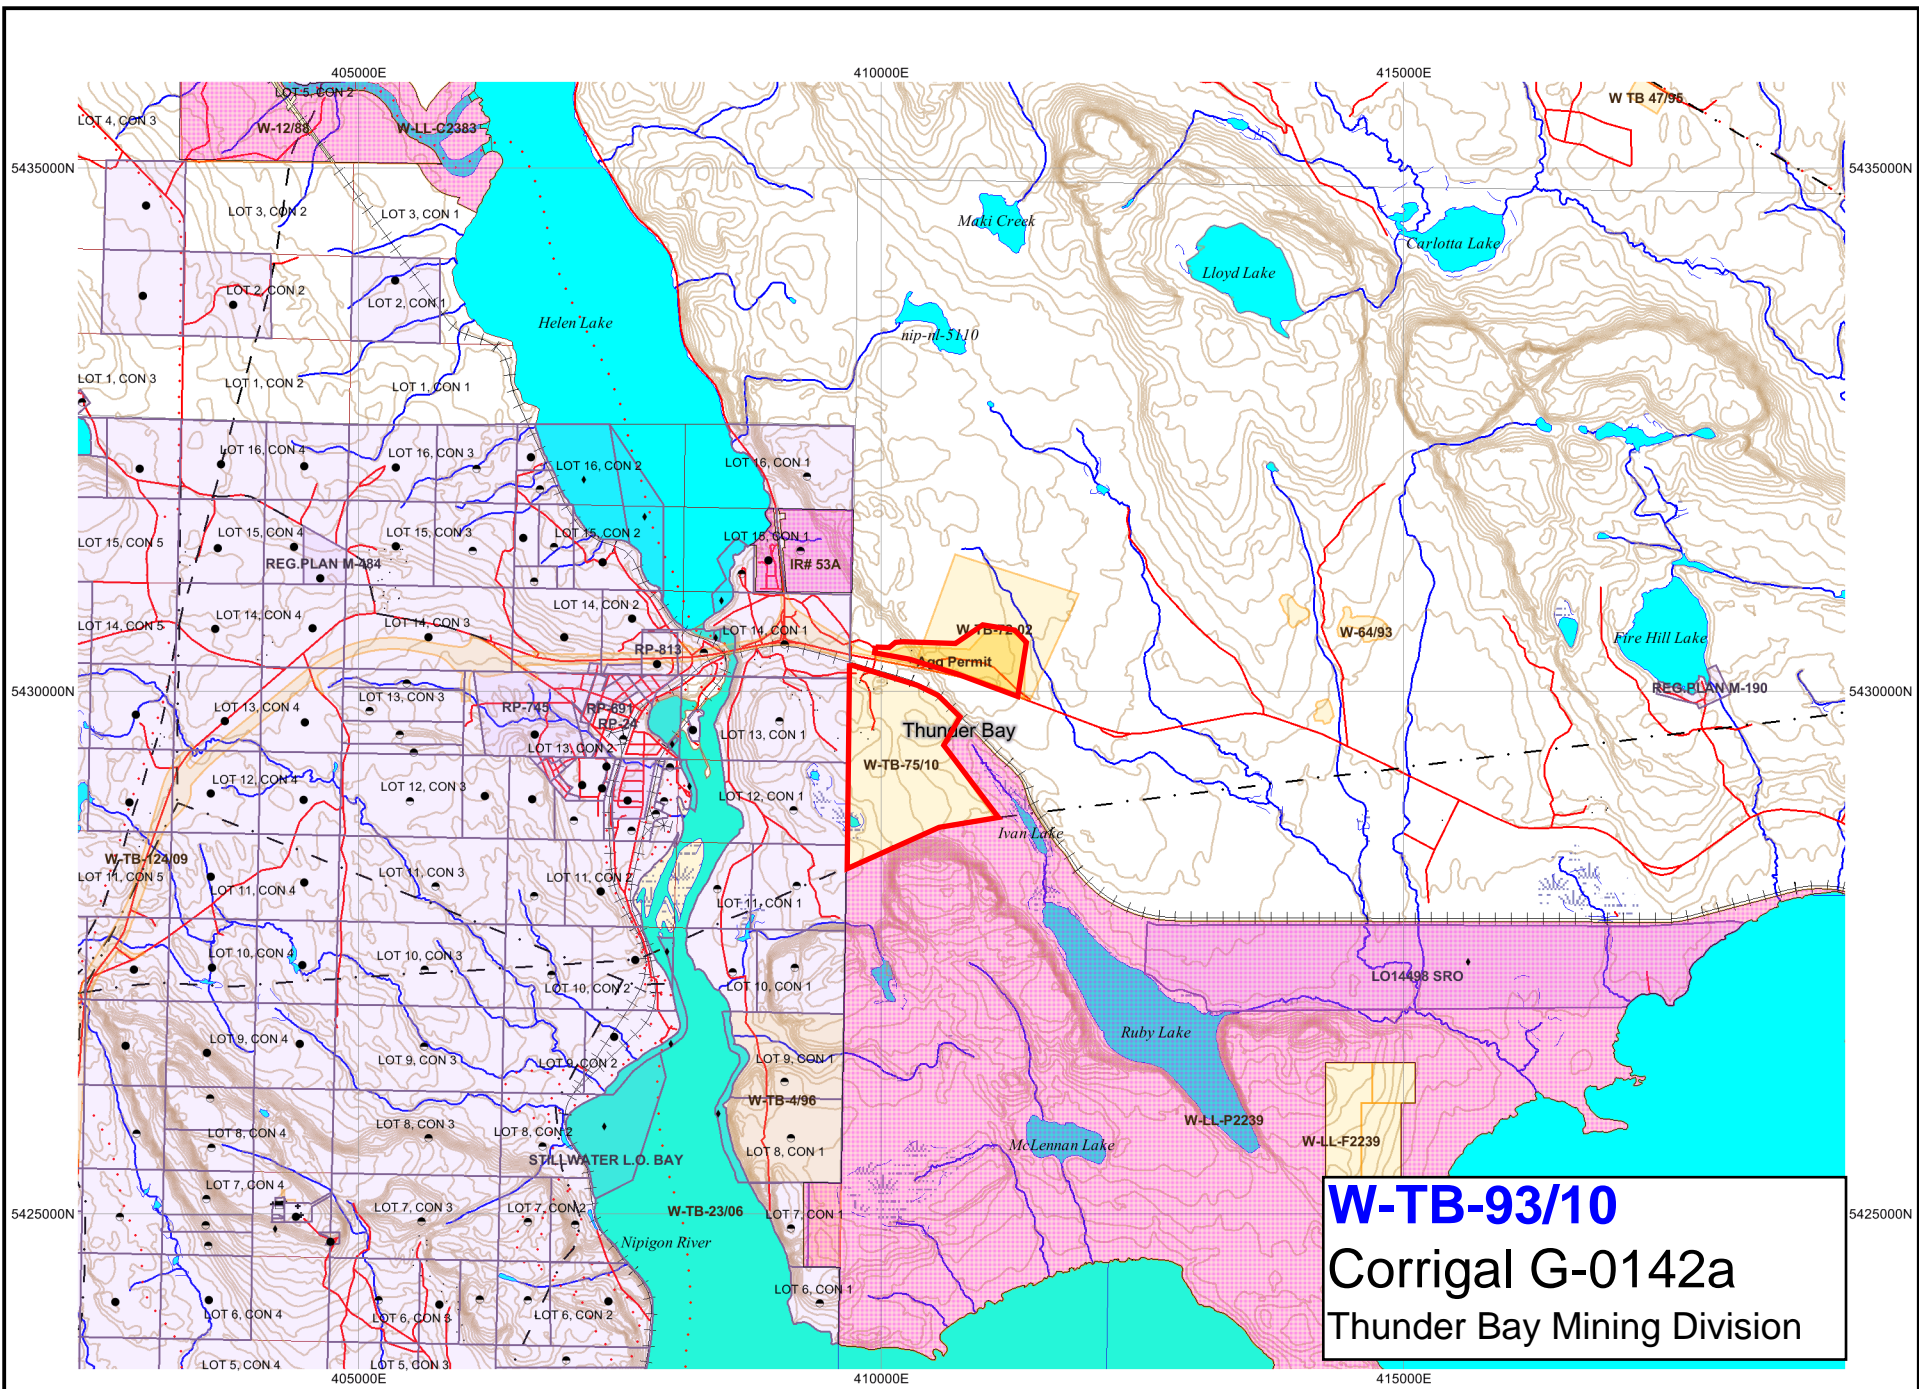 405000E 410000E 415000E
LOT 5, CON 2
W TB 47/95
LOT 4, CON 3
W-12/88
W-LL-C2383
5435000N 5435000N
LOT 3, CON 2
LOT 3, CON 1
Maki Creek
Carlotta Lake
Lloyd Lake
LOT 2, CON 2
LOT 2, CON 1
Helen Lake
nip-nl-5110
LOT 1, CON 3
LOT 1, CON 2
LOT 1, CON 1
LOT 16, CON 4
LOT 16, CON 3
LOT 16, CON 2
LOT 16, CON 1
LOT 15, CON 5
LOT 15, CON 4
LOT 15, CON 3
LOT 15, CON 2
LOT 15, CON 1
REG.PLAN M-484
IR# 53A
LOT 14, CON 5
LOT 14, CON 4
LOT 14, CON 3
LOT 14, CON 2
LOT 14, CON 1
W-TB-72-02
W-64/93
Fire Hill Lake
RP-813
Agg Permit
5430000N 5430000N
REG.PLAN M-190
LOT 13, CON 4
LOT 13, CON 3
RP-745
RP-891
RP-24
LOT 13, CON 2
LOT 13, CON 1
Thunder Bay
W-TB-75/10
LOT 12, CON 4
LOT 12, CON 3
LOT 12, CON 1
Ivan Lake
W-TB-124/09
LOT 11, CON 5
LOT 11, CON 4
LOT 11, CON 3
LOT 11, CON 2
LOT 11, CON 1
LOT 10, CON 4
LOT 10, CON 3
LOT 10, CON 2
LOT 10, CON 1
LO14498 SRO
Ruby Lake
LOT 9, CON 4
LOT 9, CON 3
LOT 9, CON 2
LOT 9, CON 1
W-TB-4/96
W-LL-P2239
W-LL-F2239
LOT 8, CON 4
LOT 8, CON 3
LOT 8, CON 2
LOT 8, CON 1
McLennan Lake
STILLWATER L.O. BAY
LOT 7, CON 4
LOT 7, CON 3
LOT 7, CON 2
LOT 7, CON 1
W-TB-23/06
5425000N 5425000N
Nipigon River
LOT 6, CON 4
LOT 6, CON 3
LOT 6, CON 2
LOT 6, CON 1
LOT 5, CON 4
LOT 5, CON 3
W-TB-93/10
Corrigal G-0142a
Thunder Bay Mining Division
405000E 410000E 415000E